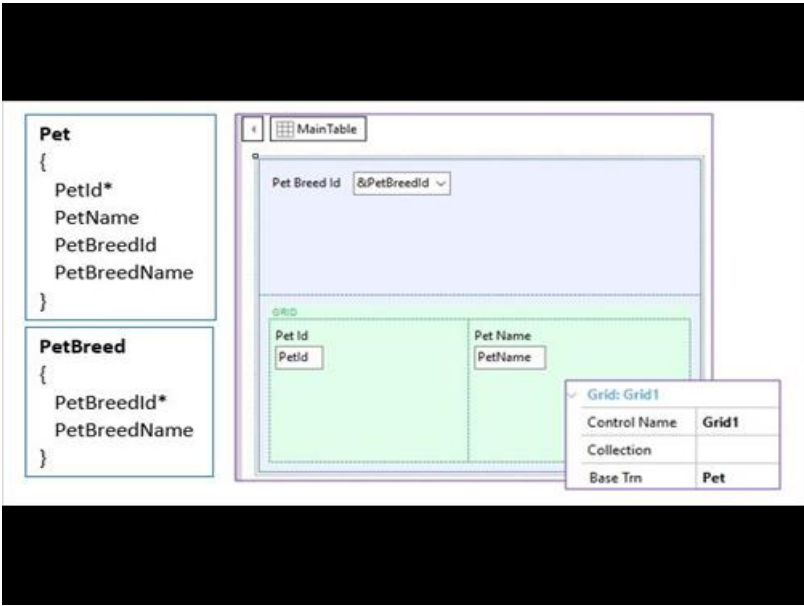 Pet
{
PetId*
PetName
PetBreedId
PetBreedName
}
PetBreed
{
PetBreedId*
PetBreedName
}
MainTable
Pet Breed Id &PetBreedId
GRID
Pet Id Pet Name
PetId PetName
Grid: Grid1
Control Name Grid1
Collection
Base Trn Pet